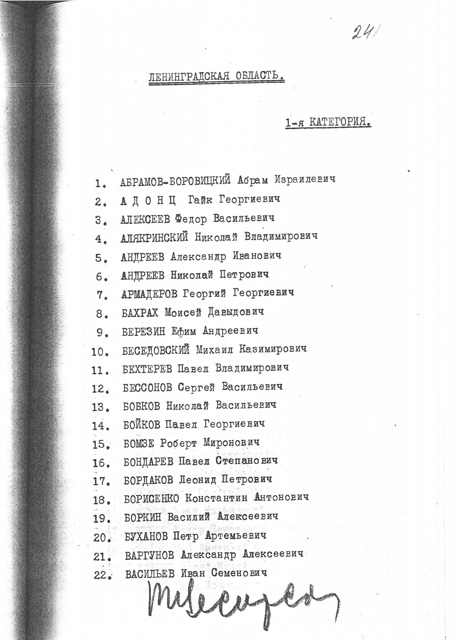 241
ЛЕНИНГРАДСКАЯ ОБЛАСТЬ.
1-я КАТЕГОРИЯ.
1. АБРАМОВ-БОРОВИЦКИЙ Абрам Израилевич
2. А Д О Н Ц Гайк Георгиевич
3. АЛЕКСЕЕВ Федор Васильевич
4. АЛЯКРИНСКИЙ Николай Владимирович
5. АНДРЕЕВ Александр Иванович
6. АНДРЕЕВ Николай Петрович
7. АРМАДЕРОВ Георгий Георгиевич
8. БАХРАХ Моисей Давыдович
9. БЕРЕЗИН Ефим Андреевич
10. БЕСЕДОВСКИЙ Михаил Казимирович
11. БЕХТЕРЕВ Павел Владимирович
12. БЕССОНОВ Сергей Васильевич
13. БОБКОВ Николай Васильевич
14. БОЙКОВ Павел Георгиевич
15. БОМЗЕ Роберт Миронович
16. БОНДАРЕВ Павел Степанович
17. БОРДАКОВ Леонид Петрович
18. БОРИСЕНКО Константин Антонович
19. БОРКИН Василий Алексеевич
20. БУХАНОВ Петр Артемьевич
21. ВАРГУНОВ Александр Алексеевич
22. ВАСИЛЬЕВ Иван Семенович